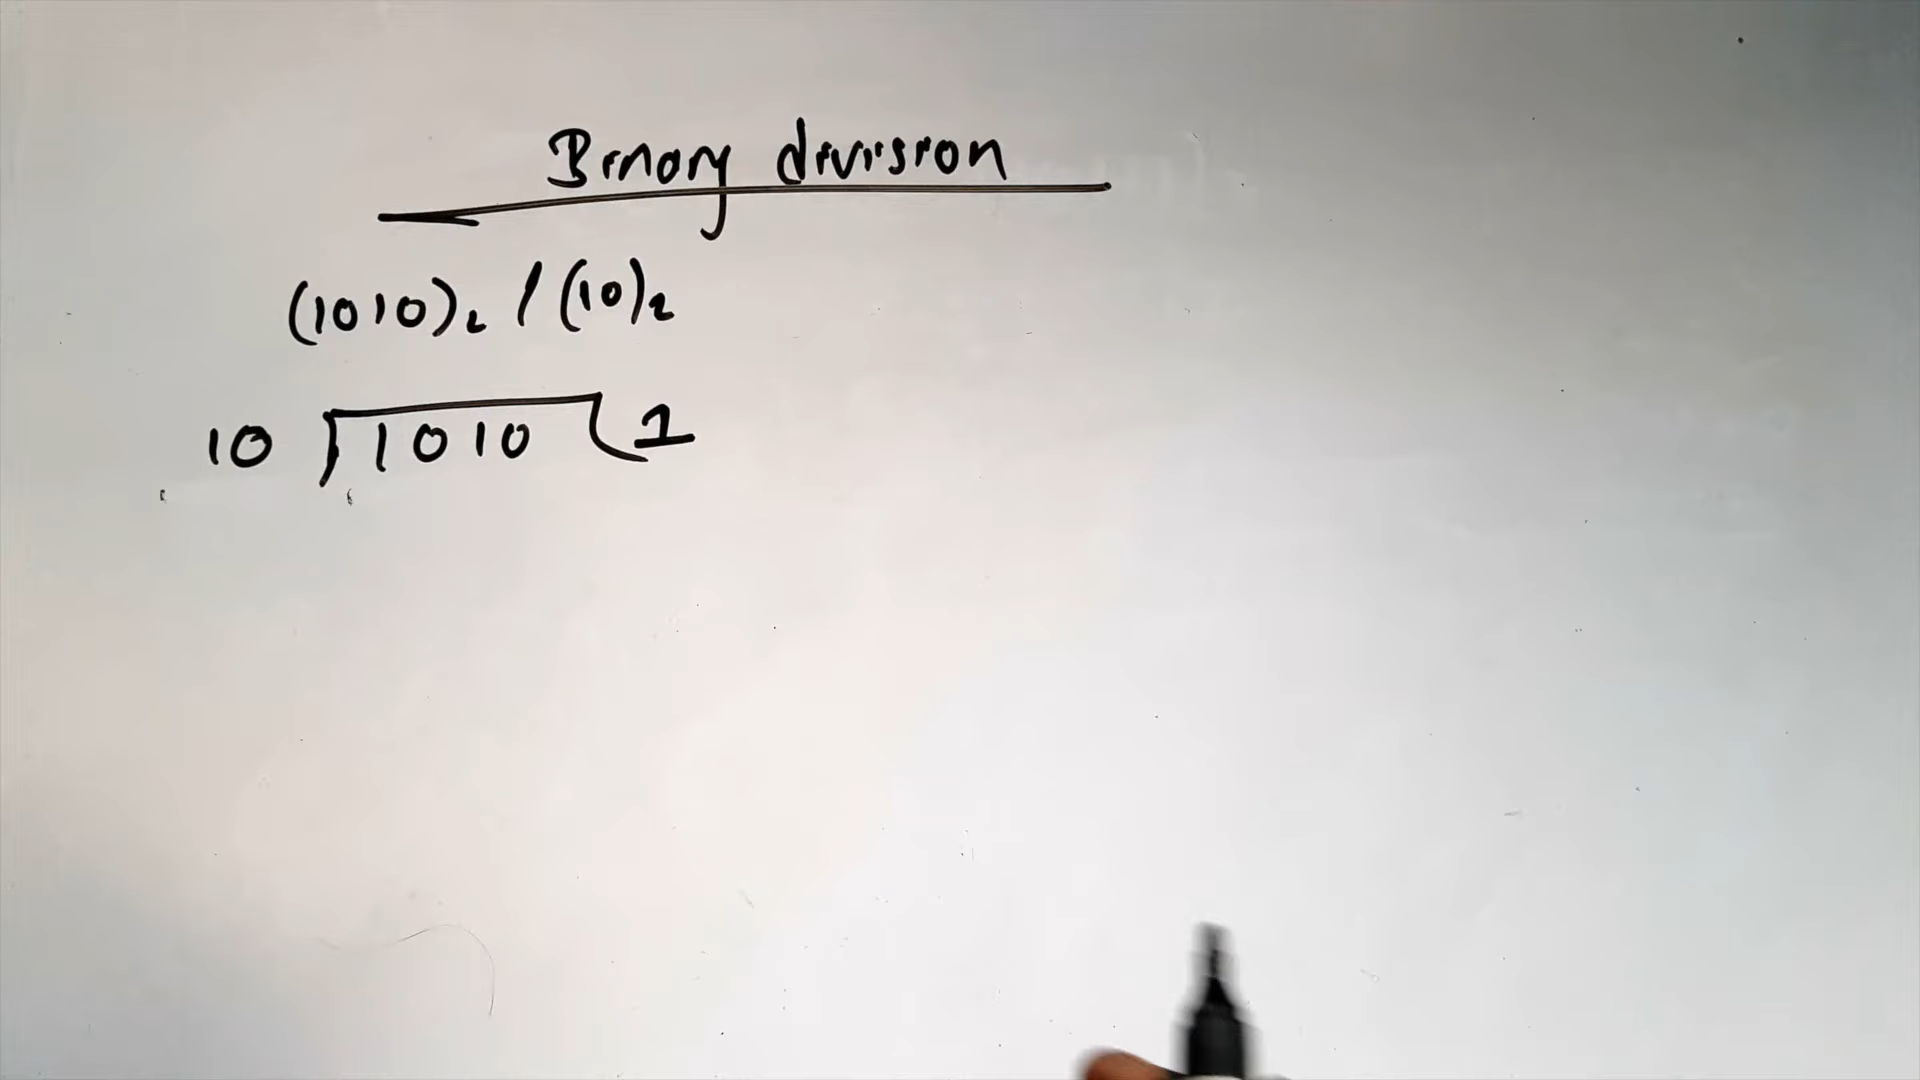 Binary division
(1010)₂ / (10)₂
10 ) 1010 ( 1